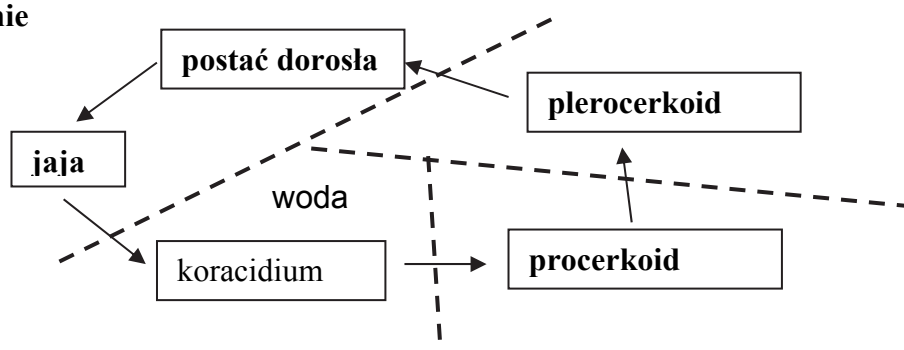 nie
postać dorosła
plerocerkoid
jaja
woda
koracidium
procerkoid